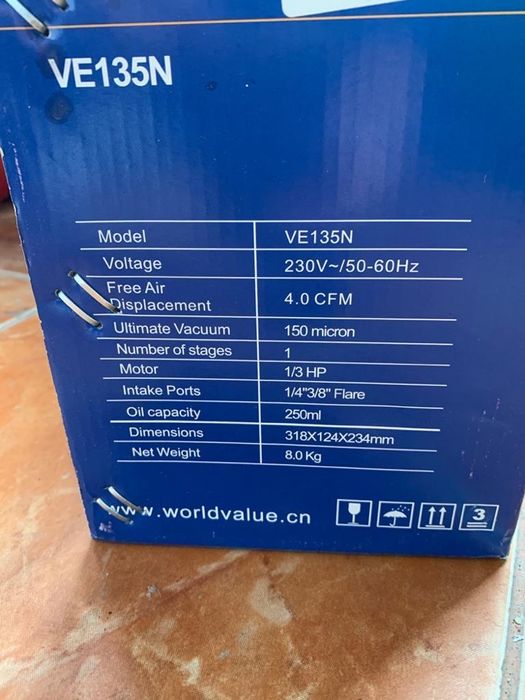 VE135N
Model VE135N
Voltage 230V~/50-60Hz
Free Air
Displacement 4.0 CFM
Ultimate Vacuum 150 micron
Number of stages 1
Motor 1/3 HP
Intake Ports 1/4"3/8" Flare
Oil capacity 250ml
Dimensions 318X124X234mm
Net Weight 8.0 Kg
www.worldvalue.cn
3